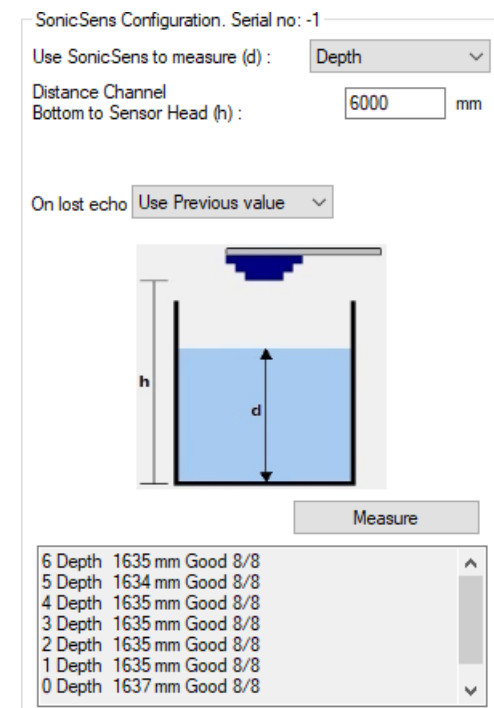 SonicSens Configuration. Serial no: -1
Use SonicSens to measure (d) : Depth
Distance Channel
Bottom to Sensor Head (h) : 6000 mm
On lost echo Use Previous value
h
d
Measure
6 Depth 1635 mm Good 8/8
5 Depth 1634 mm Good 8/8
4 Depth 1635 mm Good 8/8
3 Depth 1635 mm Good 8/8
2 Depth 1635 mm Good 8/8
1 Depth 1635 mm Good 8/8
0 Depth 1637 mm Good 8/8